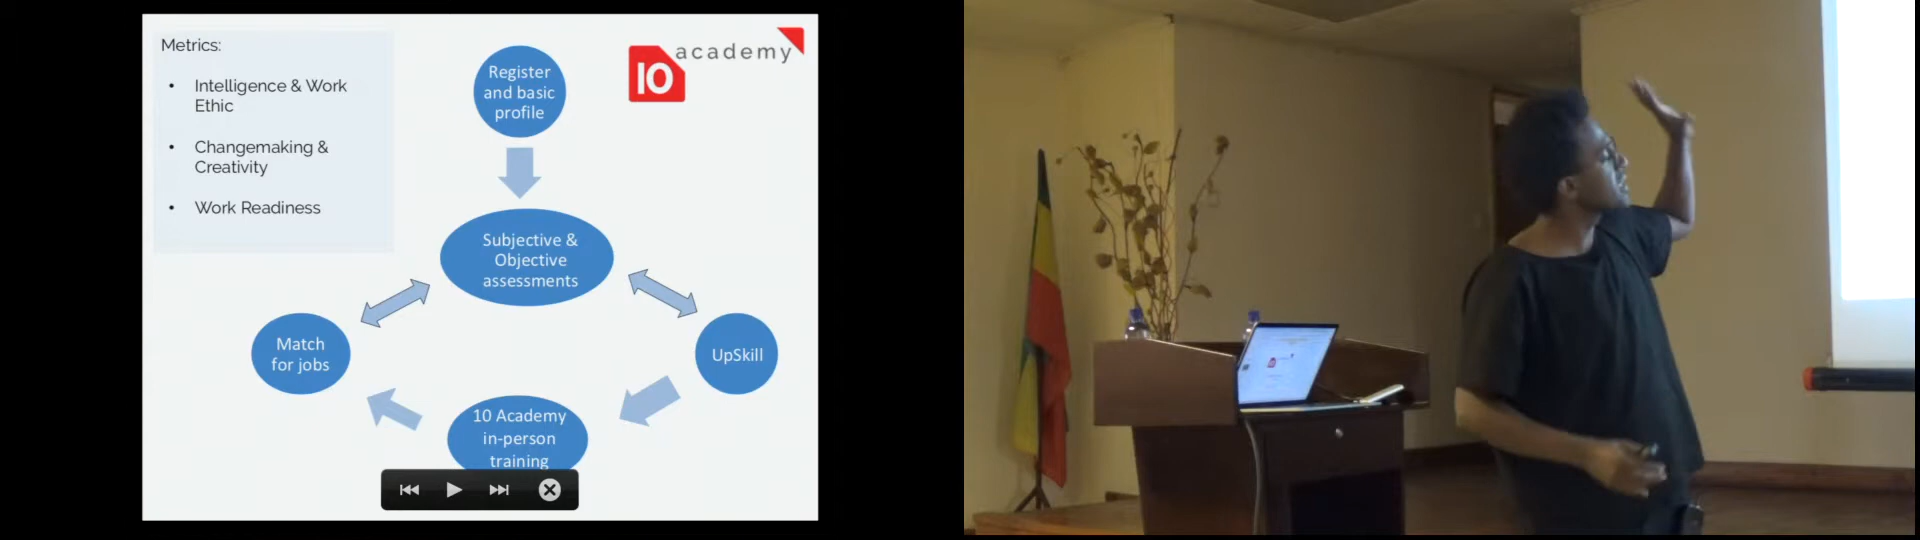 Metrics:
• Intelligence & Work
Ethic
• Changemaking &
Creativity
• Work Readiness
10 academy
Register
and basic
profile
Subjective &
Objective
assessments
Match
for jobs
UpSkill
10 Academy
in-person
training